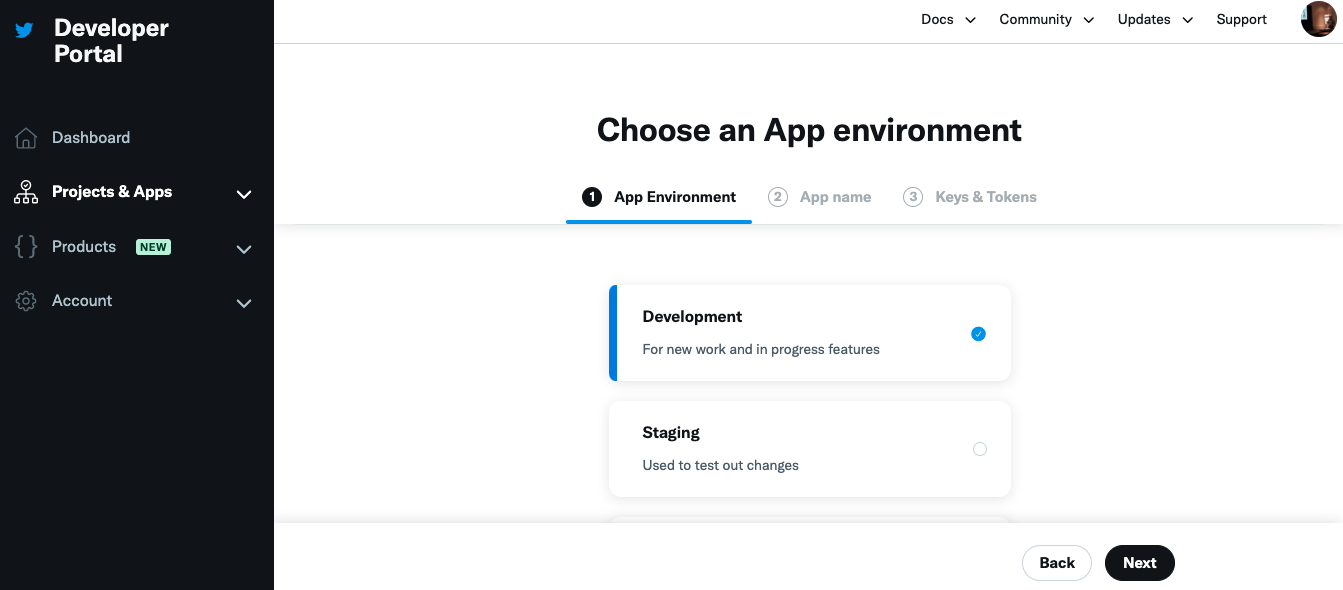 Developer
Portal
Docs
Community
Updates
Support
Dashboard
Projects & Apps
Products NEW
Account
Choose an App environment
1 App Environment
2 App name
3 Keys & Tokens
Development
For new work and in progress features
Staging
Used to test out changes
Back
Next